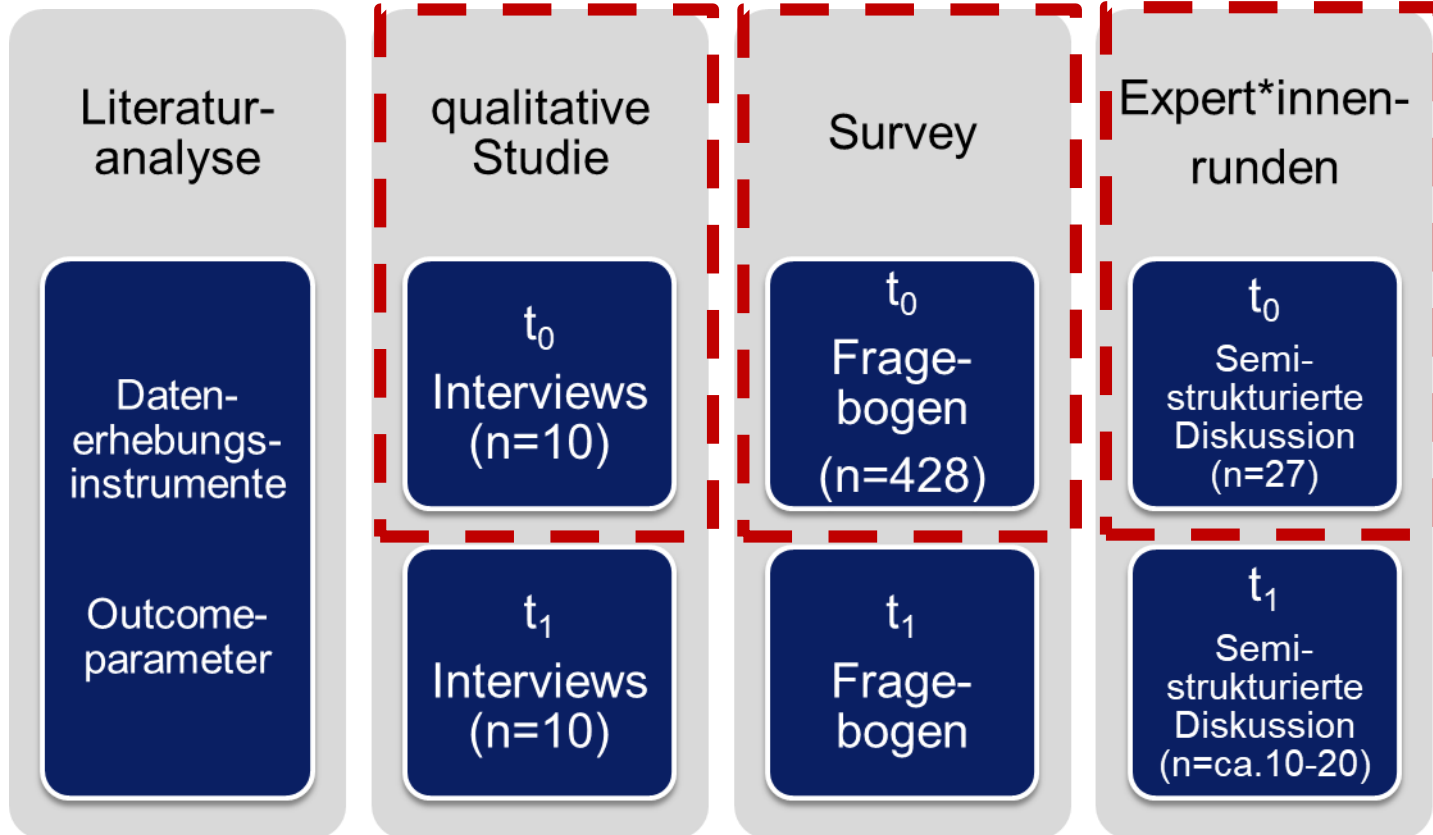 Literatur-
analyse
Daten-
erhebungs-
instrumente
Outcome-
parameter
qualitative
Studie
t₀
Interviews
(n=10)
t₁
Interviews
(n=10)
Survey
t₀
Frage-
bogen
(n=428)
t₁
Frage-
bogen
Expert*innen-
runden
t₀
Semi-
strukturierte
Diskussion
(n=27)
t₁
Semi-
strukturierte
Diskussion
(n=ca.10-20)